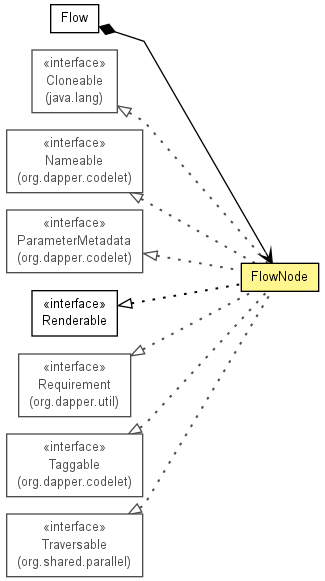 Flow
«interface»
Cloneable
(java.lang)
«interface»
Nameable
(org.dapper.codelet)
«interface»
ParameterMetadata
(org.dapper.codelet)
FlowNode
«interface»
Renderable
«interface»
Requirement
(org.dapper.util)
«interface»
Taggable
(org.dapper.codelet)
«interface»
Traversable
(org.shared.parallel)